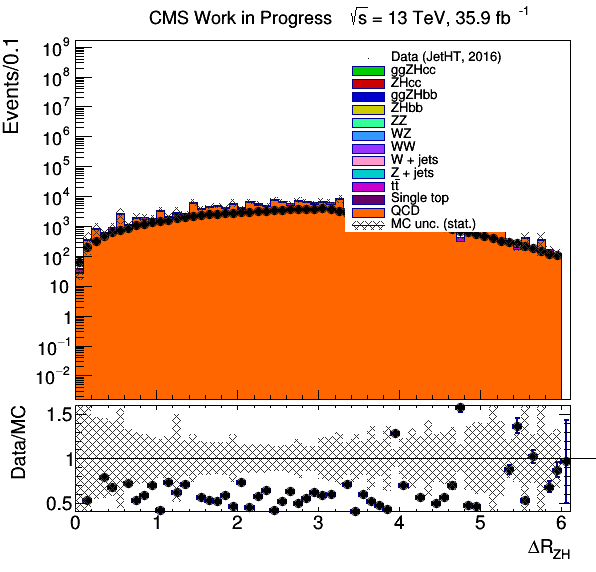 CMS Work in Progress √s = 13 TeV, 35.9 fb⁻¹
Events/0.1
10⁹
10⁸
10⁷
10⁶
10⁵
10⁴
10³
10²
10
1
10⁻¹
10⁻²
Data (JetHT, 2016)
ggZHcc
ZHcc
ggZHbb
ZHbb
ZZ
WZ
WW
W + jets
Z + jets
tt̄
Single top
QCD
MC unc. (stat.)
Data/MC
1.5
1
0.5
0 1 2 3 4 5 6
ΔR_ZH